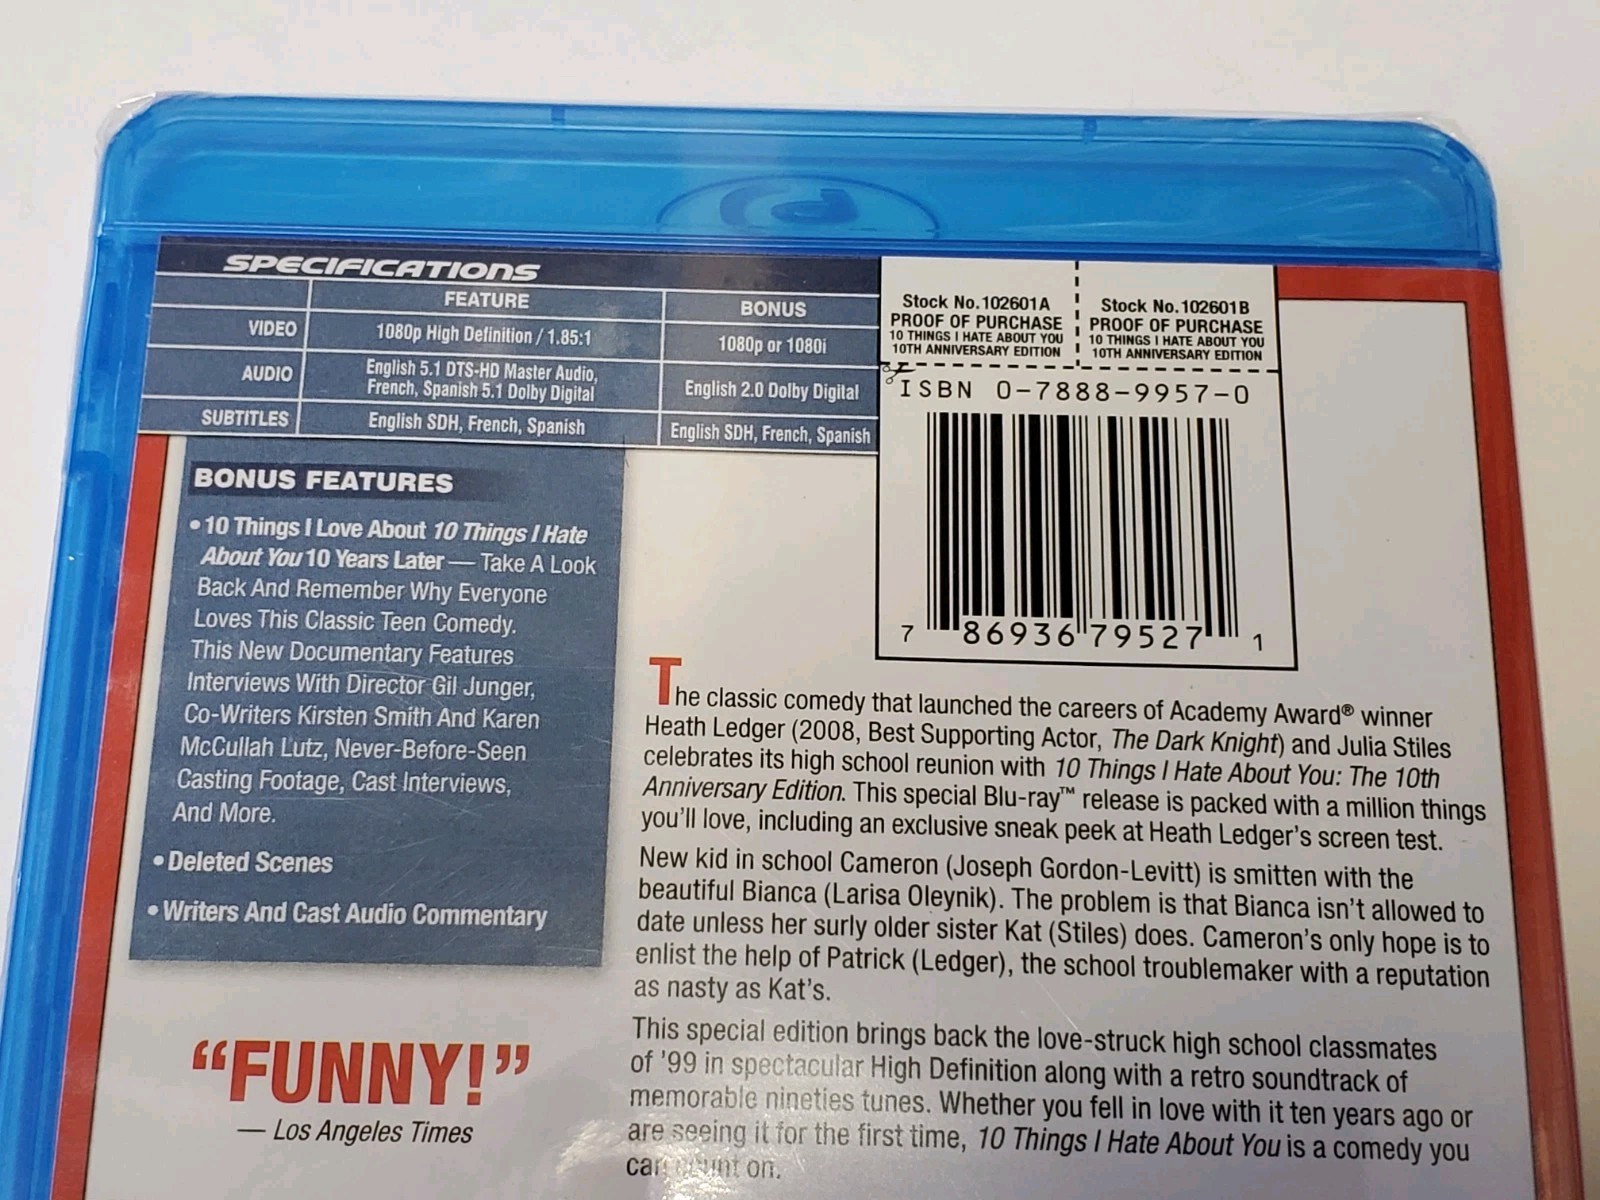 SPECIFICATIONS
FEATURE BONUS
VIDEO 1080p High Definition / 1.85:1 1080p or 1080i
AUDIO English 5.1 DTS-HD Master Audio,
French, Spanish 5.1 Dolby Digital English 2.0 Dolby Digital
SUBTITLES English SDH, French, Spanish English SDH, French, Spanish
Stock No. 102601A
PROOF OF PURCHASE
10 THINGS I HATE ABOUT YOU
10TH ANNIVERSARY EDITION
Stock No. 102601B
PROOF OF PURCHASE
10 THINGS I HATE ABOUT YOU
10TH ANNIVERSARY EDITION
ISBN 0-7888-9957-0
7 86936 79527 1
BONUS FEATURES
• 10 Things I Love About 10 Things I Hate
About You 10 Years Later — Take A Look
Back And Remember Why Everyone
Loves This Classic Teen Comedy.
This New Documentary Features
Interviews With Director Gil Junger,
Co-Writers Kirsten Smith And Karen
McCullah Lutz, Never-Before-Seen
Casting Footage, Cast Interviews,
And More.
• Deleted Scenes
• Writers And Cast Audio Commentary
"FUNNY!"
— Los Angeles Times
The classic comedy that launched the careers of Academy Award® winner
Heath Ledger (2008, Best Supporting Actor, The Dark Knight) and Julia Stiles
celebrates its high school reunion with 10 Things I Hate About You: The 10th
Anniversary Edition. This special Blu-ray™ release is packed with a million things
you'll love, including an exclusive sneak peek at Heath Ledger's screen test.
New kid in school Cameron (Joseph Gordon-Levitt) is smitten with the
beautiful Bianca (Larisa Oleynik). The problem is that Bianca isn't allowed to
date unless her surly older sister Kat (Stiles) does. Cameron's only hope is to
enlist the help of Patrick (Ledger), the school troublemaker with a reputation
as nasty as Kat's.
This special edition brings back the love-struck high school classmates
of '99 in spectacular High Definition along with a retro soundtrack of
memorable nineties tunes. Whether you fell in love with it ten years ago or
are seeing it for the first time, 10 Things I Hate About You is a comedy you
can count on.